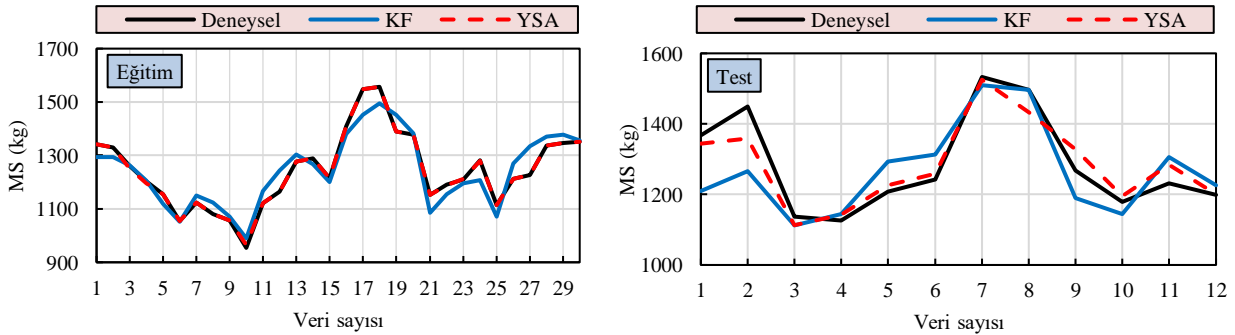 Deneysel KF YSA
Eğitim
MS (kg)
1700
1500
1300
1100
900
1 3 5 7 9 11 13 15 17 19 21 23 25 27 29
Veri sayısı
Deneysel KF YSA
Test
MS (kg)
1600
1400
1200
1000
1 2 3 4 5 6 7 8 9 10 11 12
Veri sayısı